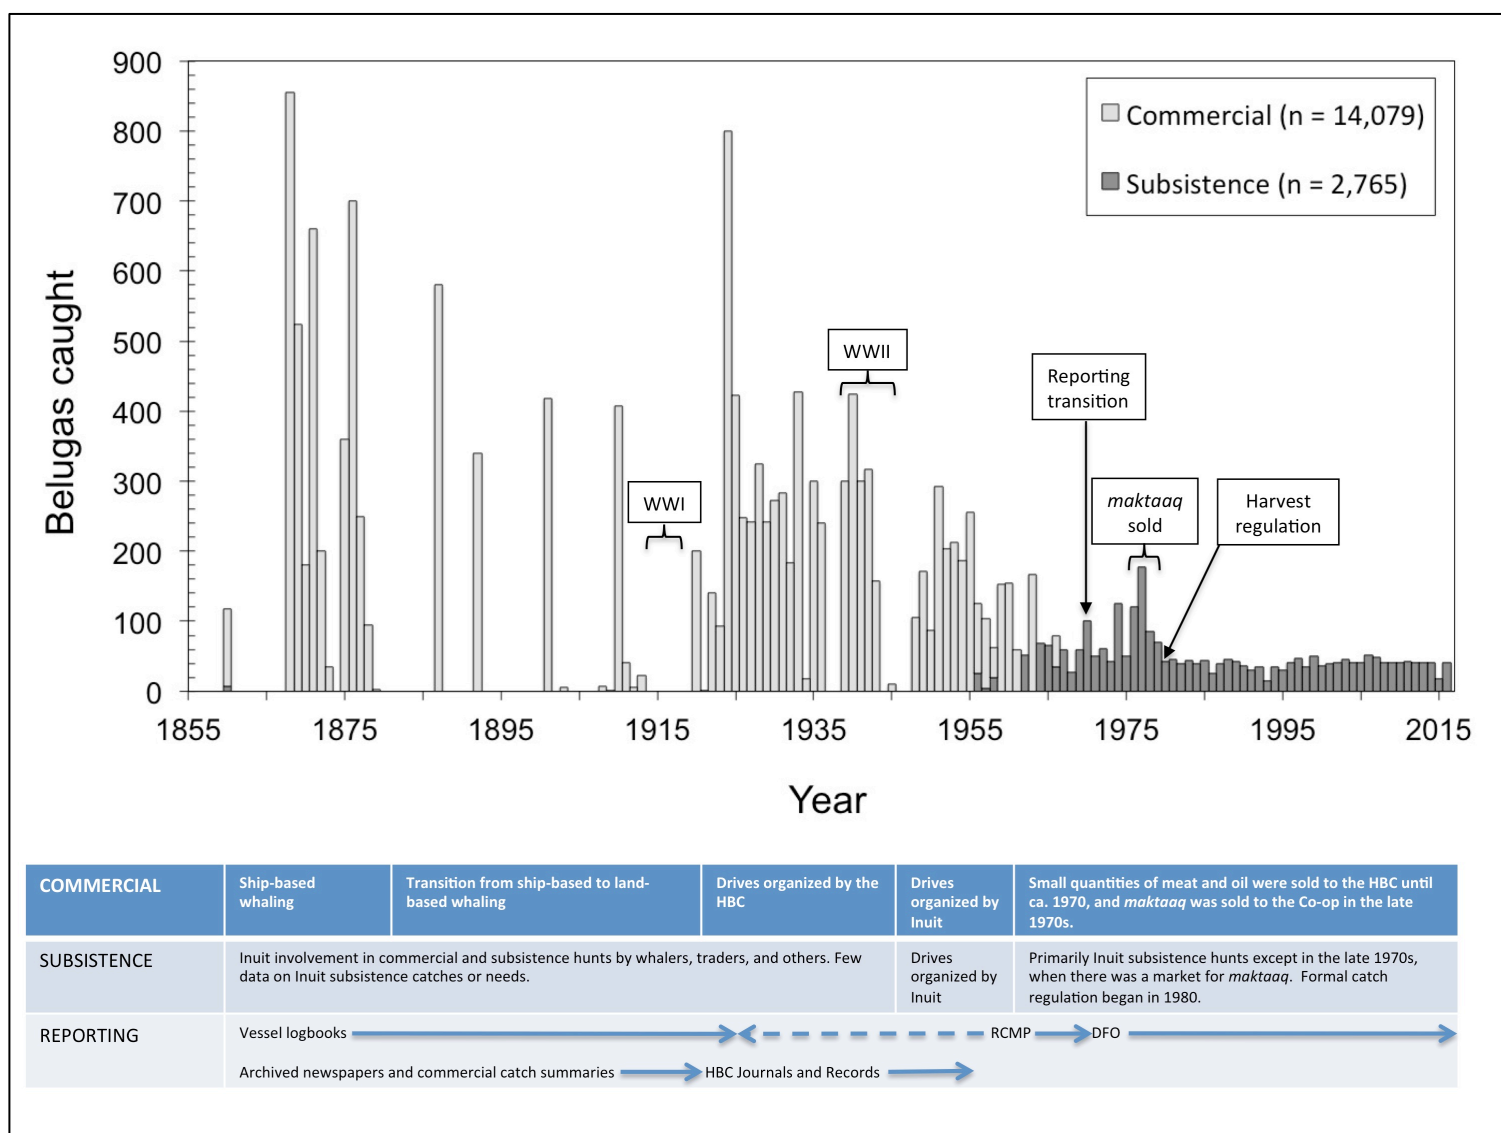 900
800
700
600
500
400
300
200
100
0
Belugas caught
Commercial (n = 14,079)
Subsistence (n = 2,765)
WWI
WWII
Reporting
transition
maktaaq
sold
Harvest
regulation
1855
1875
1895
1915
1935
1955
1975
1995
2015
Year
COMMERCIAL
Ship-based
whaling
Transition from ship-based to land-
based whaling
Drives organized by the
HBC
Drives
organized by
Inuit
Small quantities of meat and oil were sold to the HBC until
ca. 1970, and maktaaq was sold to the Co-op in the late
1970s.
SUBSISTENCE
Inuit involvement in commercial and subsistence hunts by whalers, traders, and others. Few
data on Inuit subsistence catches or needs.
Drives
organized by
Inuit
Primarily Inuit subsistence hunts except in the late 1970s,
when there was a market for maktaaq. Formal catch
regulation began in 1980.
REPORTING
Vessel logbooks
RCMP
DFO
Archived newspapers and commercial catch summaries
HBC Journals and Records